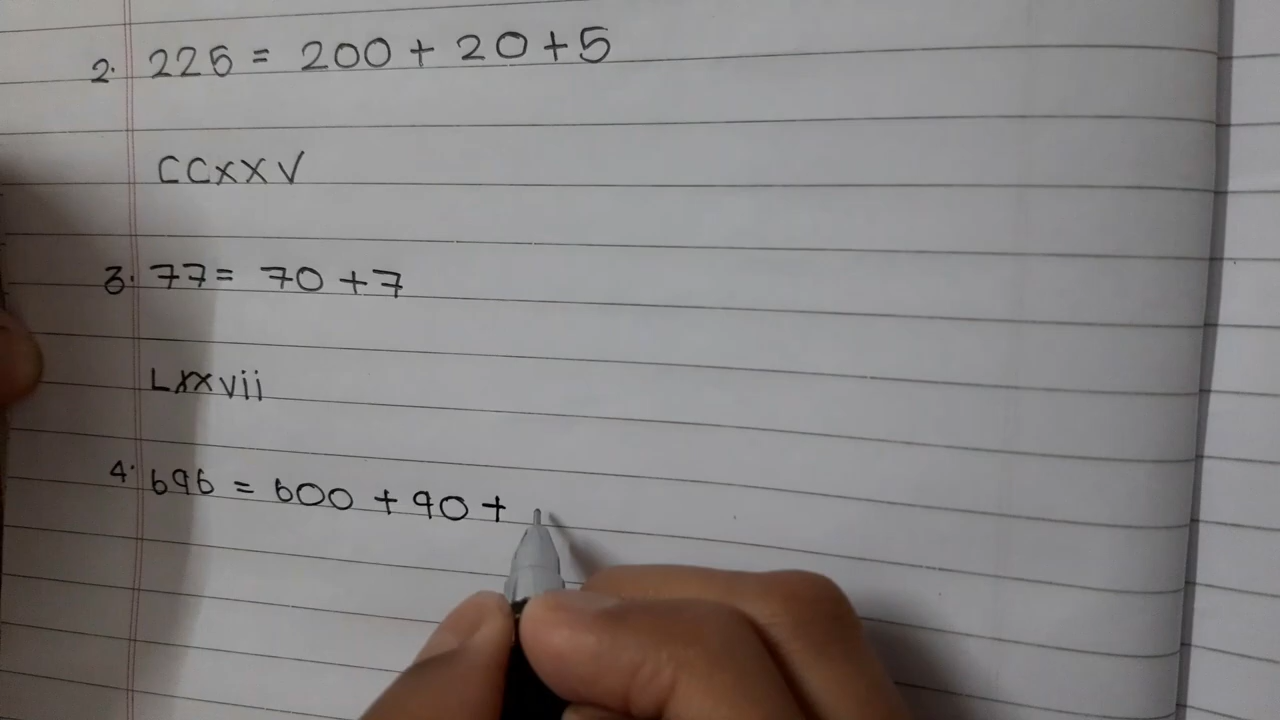 2. 225 = 200 + 20 + 5
CCXXV
3. 77 = 70 + 7
LXXVii
4. 696 = 600 + 90 +